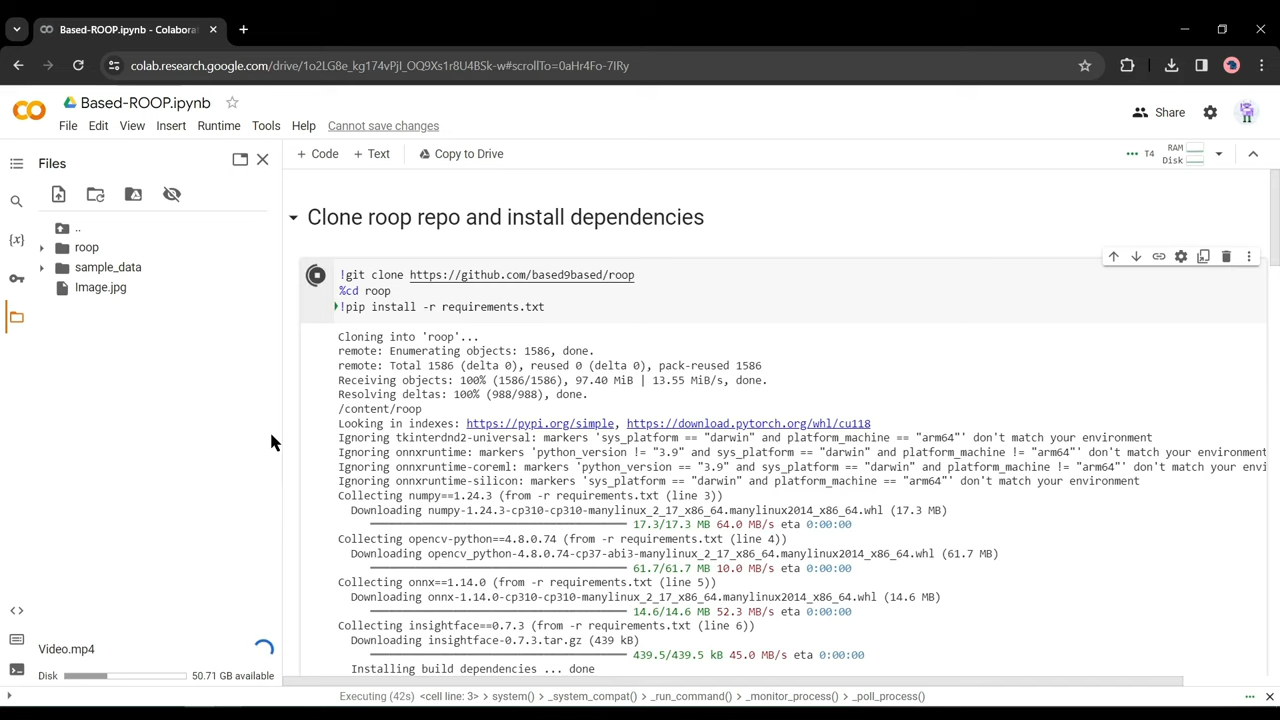 Based-ROOP.ipynb - Colabora
colab.research.google.com/drive/1o2LG8e_kg174vPjl_OQ9Xs1r8U4BSk-w#scrollTo=0aHr4Fo-7IRy
Based-ROOP.ipynb
Share
File Edit View Insert Runtime Tools Help Cannot save changes
Files
+ Code + Text Copy to Drive
T4 RAM
Disk
..
roop
sample_data
Image.jpg
Clone roop repo and install dependencies
!git clone https://github.com/based9based/roop
%cd roop
!pip install -r requirements.txt
Cloning into 'roop'...
remote: Enumerating objects: 1586, done.
remote: Total 1586 (delta 0), reused 0 (delta 0), pack-reused 1586
Receiving objects: 100% (1586/1586), 97.40 MiB | 13.55 MiB/s, done.
Resolving deltas: 100% (988/988), done.
/content/roop
Looking in indexes: https://pypi.org/simple, https://download.pytorch.org/whl/cu118
Ignoring tkinterdnd2-universal: markers 'sys_platform == "darwin" and platform_machine == "arm64"' don't match your environment
Ignoring onnxruntime: markers 'python_version != "3.9" and sys_platform == "darwin" and platform_machine != "arm64"' don't match your environment
Ignoring onnxruntime-coreml: markers 'python_version == "3.9" and sys_platform == "darwin" and platform_machine != "arm64"' don't match your envi
Ignoring onnxruntime-silicon: markers 'sys_platform == "darwin" and platform_machine == "arm64"' don't match your environment
Collecting numpy==1.24.3 (from -r requirements.txt (line 3))
Downloading numpy-1.24.3-cp310-cp310-manylinux_2_17_x86_64.manylinux2014_x86_64.whl (17.3 MB)
17.3/17.3 MB 64.0 MB/s eta 0:00:00
Collecting opencv-python==4.8.0.74 (from -r requirements.txt (line 4))
Downloading opencv_python-4.8.0.74-cp37-abi3-manylinux_2_17_x86_64.manylinux2014_x86_64.whl (61.7 MB)
61.7/61.7 MB 10.0 MB/s eta 0:00:00
Collecting onnx==1.14.0 (from -r requirements.txt (line 5))
Downloading onnx-1.14.0-cp310-cp310-manylinux_2_17_x86_64.manylinux2014_x86_64.whl (14.6 MB)
14.6/14.6 MB 52.3 MB/s eta 0:00:00
Collecting insightface==0.7.3 (from -r requirements.txt (line 6))
Downloading insightface-0.7.3.tar.gz (439 kB)
439.5/439.5 kB 45.0 MB/s eta 0:00:00
Installing build dependencies ... done
Video.mp4
Disk 50.71 GB available
Executing (42s) <cell line: 3> > system() > _system_compat() > _run_command() > _monitor_process() > _poll_process()